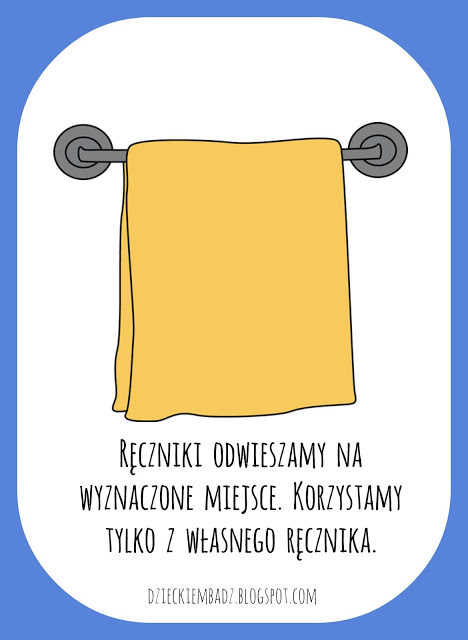 Ręczniki odwieszamy na
wyznaczone miejsce. Korzystamy
tylko z własnego ręcznika.
dzieckiembadz.blogspot.com